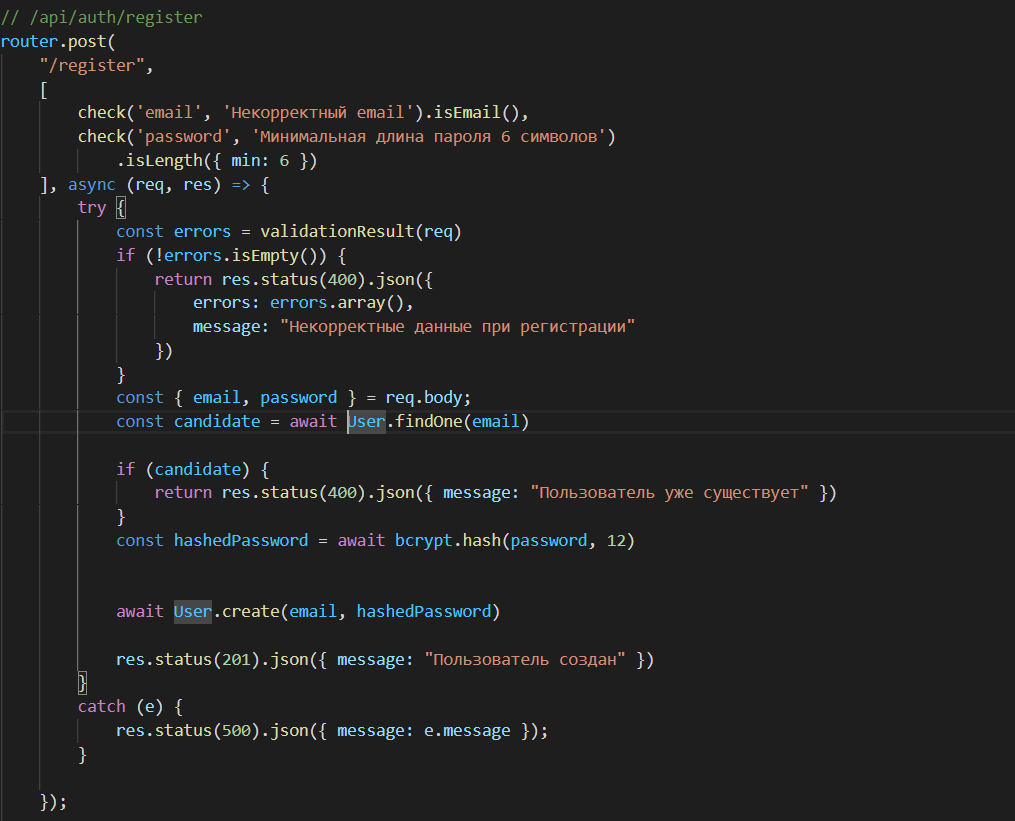 // /api/auth/register
router.post(
"/register",
[
check('email', 'Некорректный email').isEmail(),
check('password', 'Минимальная длина пароля 6 символов')
.isLength({ min: 6 })
], async (req, res) => {
try {
const errors = validationResult(req)
if (!errors.isEmpty()) {
return res.status(400).json({
errors: errors.array(),
message: "Некорректные данные при регистрации"
})
}
const { email, password } = req.body;
const candidate = await User.findOne(email)
if (candidate) {
return res.status(400).json({ message: "Пользователь уже существует" })
}
const hashedPassword = await bcrypt.hash(password, 12)
await User.create(email, hashedPassword)
res.status(201).json({ message: "Пользователь создан" })
}
catch (e) {
res.status(500).json({ message: e.message });
}
});